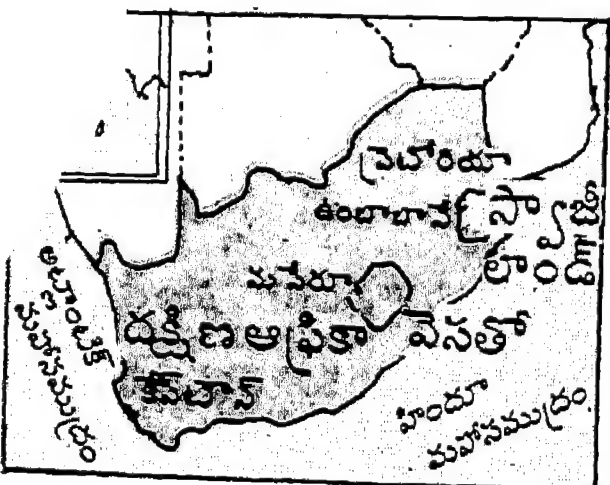 ప్రెటోరియా
ఉంబాబానే
స్వాజీ
లాండ్
మసేరూ
దక్షిణ ఆఫ్రికా
వెసతో
కేప్‌టౌన్
అట్లాంటిక్
మహాసముద్రం
హిందూ
మహాసముద్రం